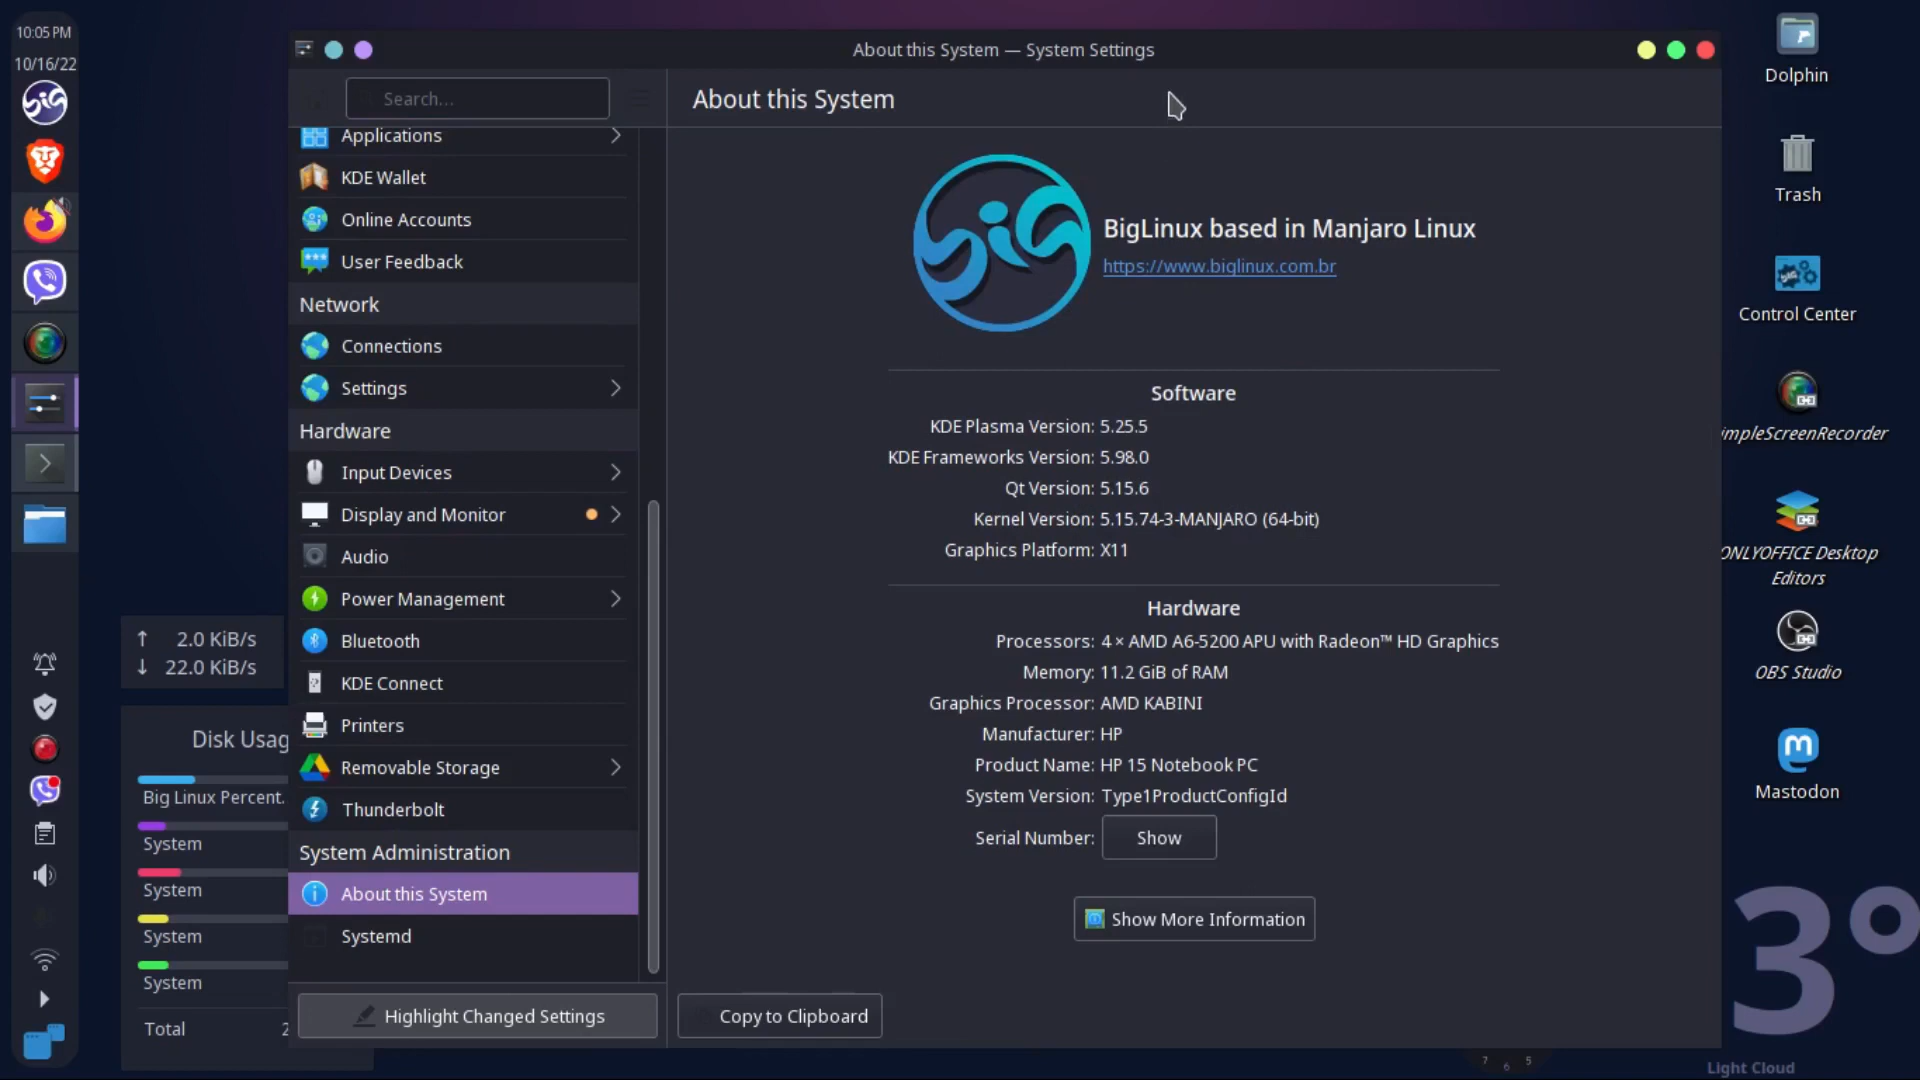 10:05 PM
10/16/22
About this System — System Settings
Search...
Applications
KDE Wallet
Online Accounts
User Feedback
Network
Connections
Settings
Hardware
Input Devices
Display and Monitor
Audio
Power Management
Bluetooth
KDE Connect
Printers
Removable Storage
Thunderbolt
System Administration
About this System
Systemd
Highlight Changed Settings
About this System
big
BigLinux based in Manjaro Linux
https://www.biglinux.com.br
Software
KDE Plasma Version: 5.25.5
KDE Frameworks Version: 5.98.0
Qt Version: 5.15.6
Kernel Version: 5.15.74-3-MANJARO (64-bit)
Graphics Platform: X11
Hardware
Processors: 4 × AMD A6-5200 APU with Radeon™ HD Graphics
Memory: 11.2 GiB of RAM
Graphics Processor: AMD KABINI
Manufacturer: HP
Product Name: HP 15 Notebook PC
System Version: Type1ProductConfigId
Serial Number: Show
Show More Information
Copy to Clipboard
↑ 2.0 KiB/s
↓ 22.0 KiB/s
Disk Usag
Big Linux Percent.
System
System
System
System
Total 2
Dolphin
Trash
Control Center
impleScreenRecorder
ONLYOFFICE Desktop
Editors
OBS Studio
Mastodon
3°
Light Cloud
7 6 5